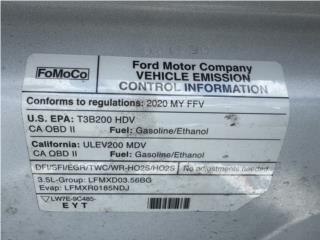 FoMoCo
Ford Motor Company
VEHICLE EMISSION
CONTROL INFORMATION
Conforms to regulations: 2020 MY FFV
U.S. EPA: T3B200 HDV
CA OBD II Fuel: Gasoline/Ethanol
California: ULEV200 MDV
CA OBD II Fuel: Gasoline/Ethanol
DFI/SFI/EGR/TWC/WR-HO2S/HO2S No adjustments needed.
3.5L-Group: LFMXD03.56BG
Evap: LFMXR0185NDJ
LW7E-9C485-
EYT